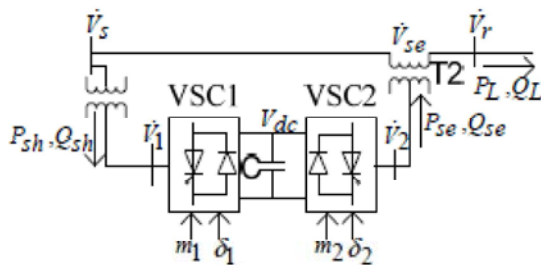 V̇s
V̇se
V̇r
T2
PL, QL
VSC1
VSC2
Vdc
Psh, Qsh
V̇1
V̇2
Pse, Qse
m1
δ1
m2
δ2